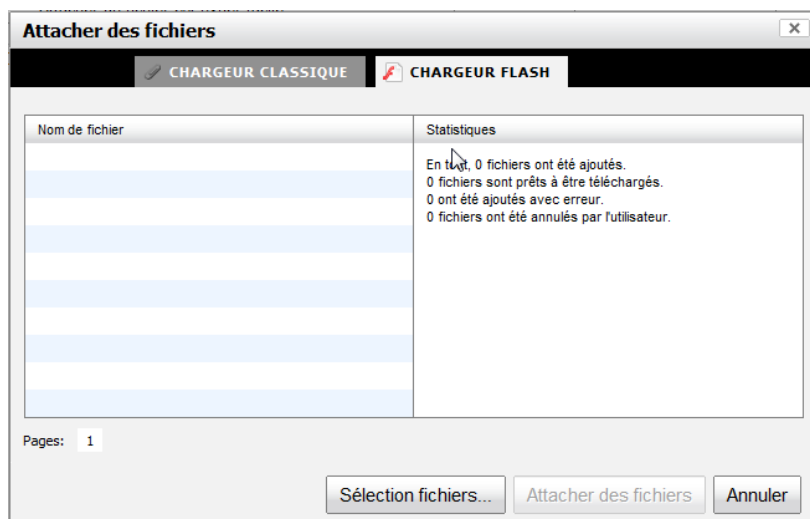 Attacher des fichiers
CHARGEUR CLASSIQUE
CHARGEUR FLASH
Nom de fichier
Statistiques
En tout, 0 fichiers ont été ajoutés.
0 fichiers sont prêts à être téléchargés.
0 ont été ajoutés avec erreur.
0 fichiers ont été annulés par l'utilisateur.
Pages: 1
Sélection fichiers...
Attacher des fichiers
Annuler